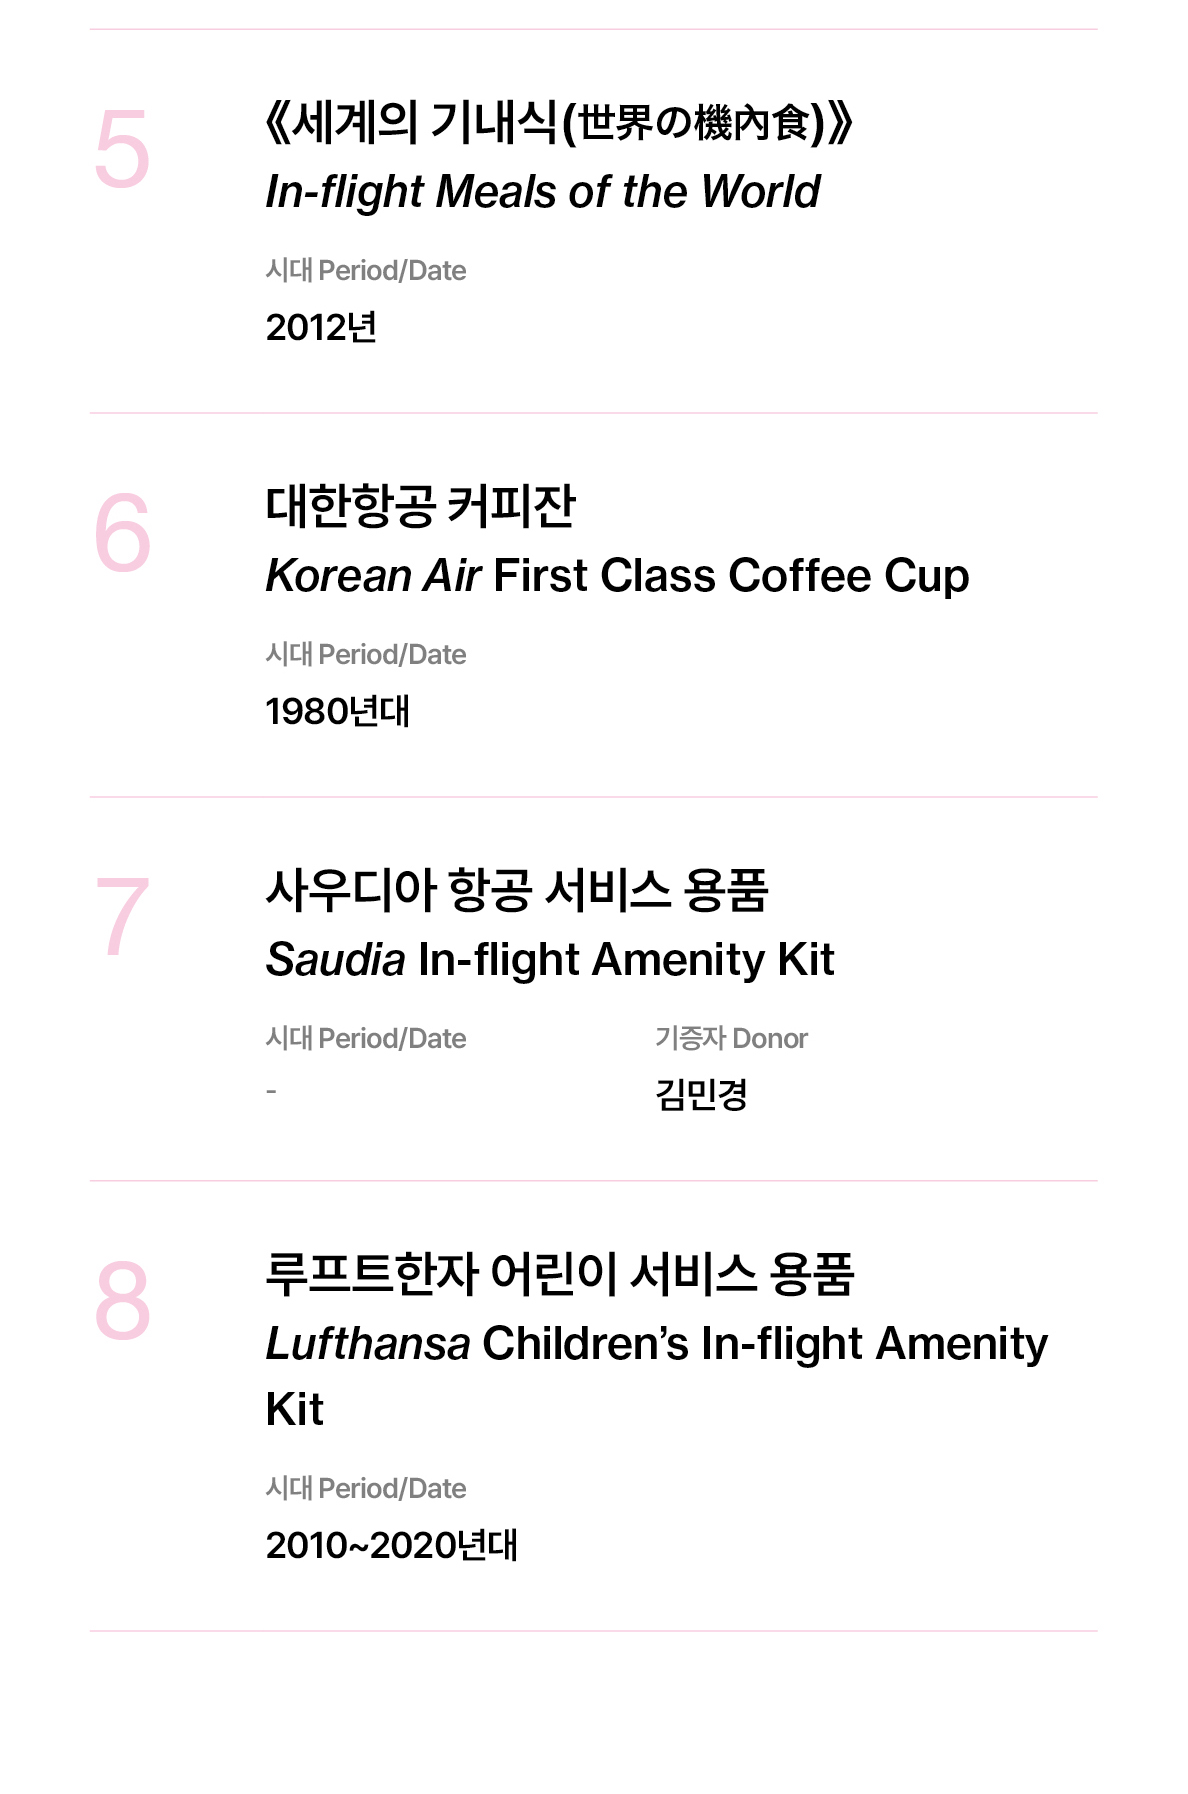 5
《세계의 기내식(世界の機內食)》
In-flight Meals of the World
시대 Period/Date
2012년
6
대한항공 커피잔
Korean Air First Class Coffee Cup
시대 Period/Date
1980년대
7
사우디아 항공 서비스 용품
Saudia In-flight Amenity Kit
시대 Period/Date 기증자 Donor
- 김민경
8
루프트한자 어린이 서비스 용품
Lufthansa Children’s In-flight Amenity
Kit
시대 Period/Date
2010~2020년대